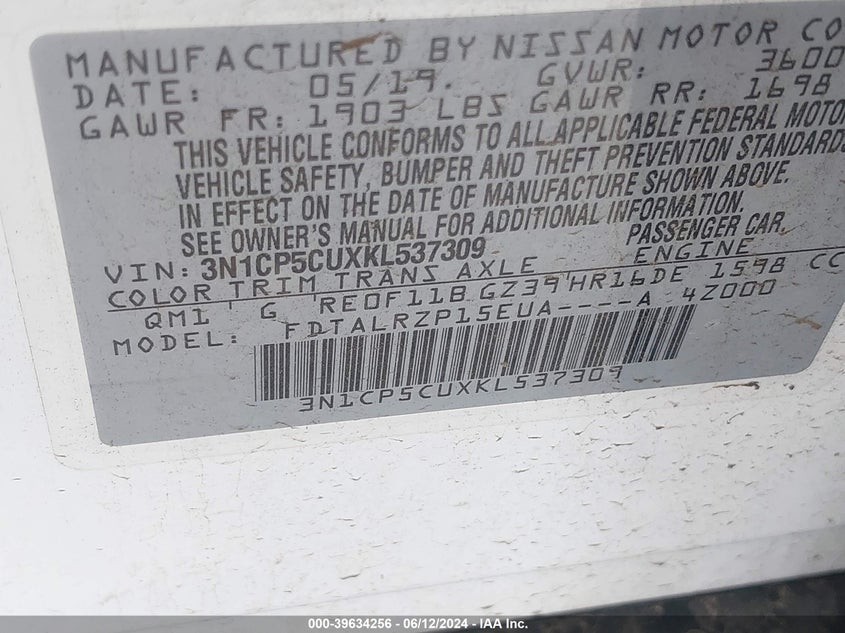 MANUFACTURED BY NISSAN MOTOR CO
DATE: 05/19. GVWR: 3600
GAWR FR: 1903 LBS GAWR RR: 1698
THIS VEHICLE CONFORMS TO ALL APPLICABLE FEDERAL MOTOR
VEHICLE SAFETY, BUMPER AND THEFT PREVENTION STANDARDS
IN EFFECT ON THE DATE OF MANUFACTURE SHOWN ABOVE.
SEE OWNER'S MANUAL FOR ADDITIONAL INFORMATION.
VIN: 3N1CP5CUXKL537309 PASSENGER CAR
COLOR TRIM TRANS AXLE ENGINE
QM1 G RE0F11B GZ39 HR16DE 1598 CC
MODEL: FDTALRZP15EUA----A 4Z000
3N1CP5CUXKL537309
000-39634256 - 06/12/2024 - IAA Inc.